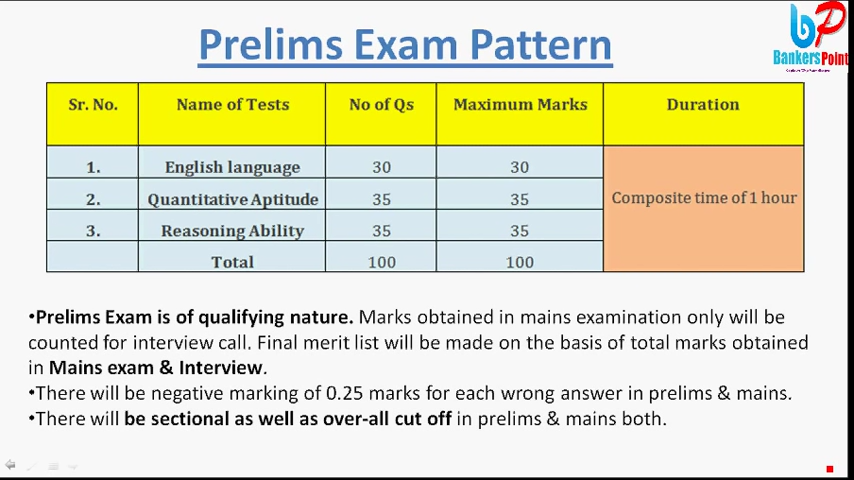 Prelims Exam Pattern
bP
BankersPoint
Sr. No. Name of Tests No of Qs Maximum Marks Duration
1. English language 30 30
2. Quantitative Aptitude 35 35 Composite time of 1 hour
3. Reasoning Ability 35 35
Total 100 100
•Prelims Exam is of qualifying nature. Marks obtained in mains examination only will be
counted for interview call. Final merit list will be made on the basis of total marks obtained
in Mains exam & Interview.
•There will be negative marking of 0.25 marks for each wrong answer in prelims & mains.
•There will be sectional as well as over-all cut off in prelims & mains both.